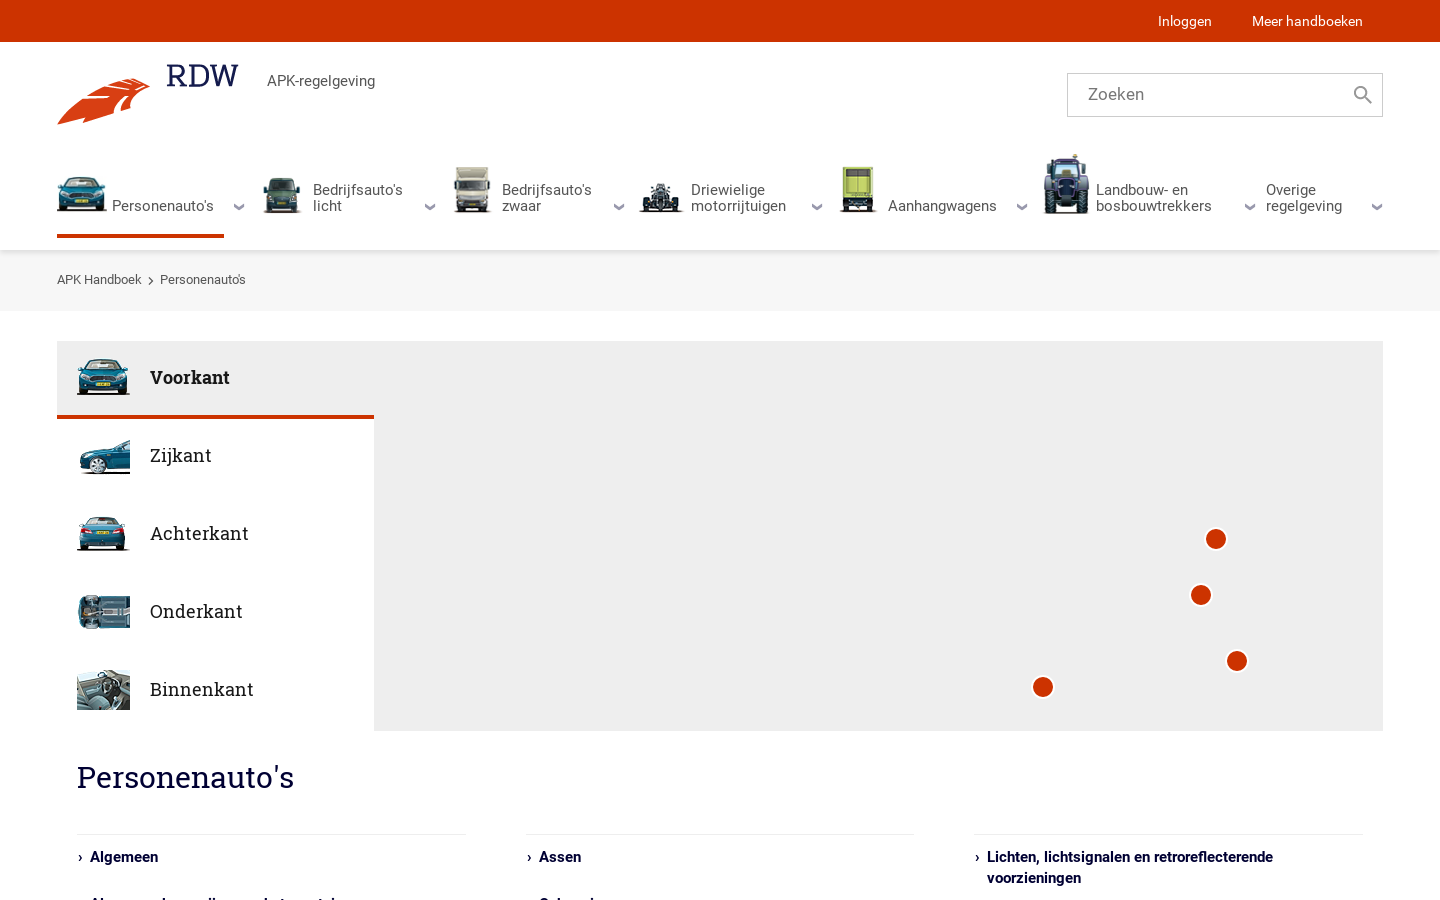 Inloggen Meer handboeken
RDW APK-regelgeving
Zoeken
Personenauto's
Bedrijfsauto's
licht
Bedrijfsauto's
zwaar
Driewielige
motorrijtuigen
Aanhangwagens
Landbouw- en
bosbouwtrekkers
Overige
regelgeving
APK Handboek › Personenauto's
Voorkant
Zijkant
Achterkant
Onderkant
Binnenkant
Personenauto's
› Algemeen
› Assen
› Lichten, lichtsignalen en retroreflecterende
voorzieningen